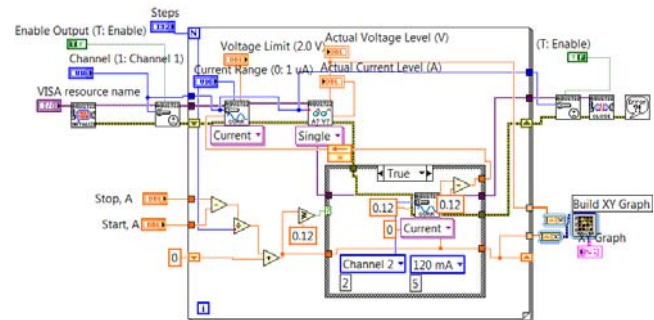 Steps
Enable Output (T: Enable)
Actual Voltage Level (V)
Voltage Limit (2.0 V)
(T: Enable)
Channel (1: Channel 1)
Current Range (0: 1 uA)
Actual Current Level (A)
VISA resource name
N
Current
Single
CLOSE
True
Stop, A
Start, A
0.12
0.12
0.12
0
Current
Build XY Graph
XY Graph
0
Channel 2
120 mA
2
5
i